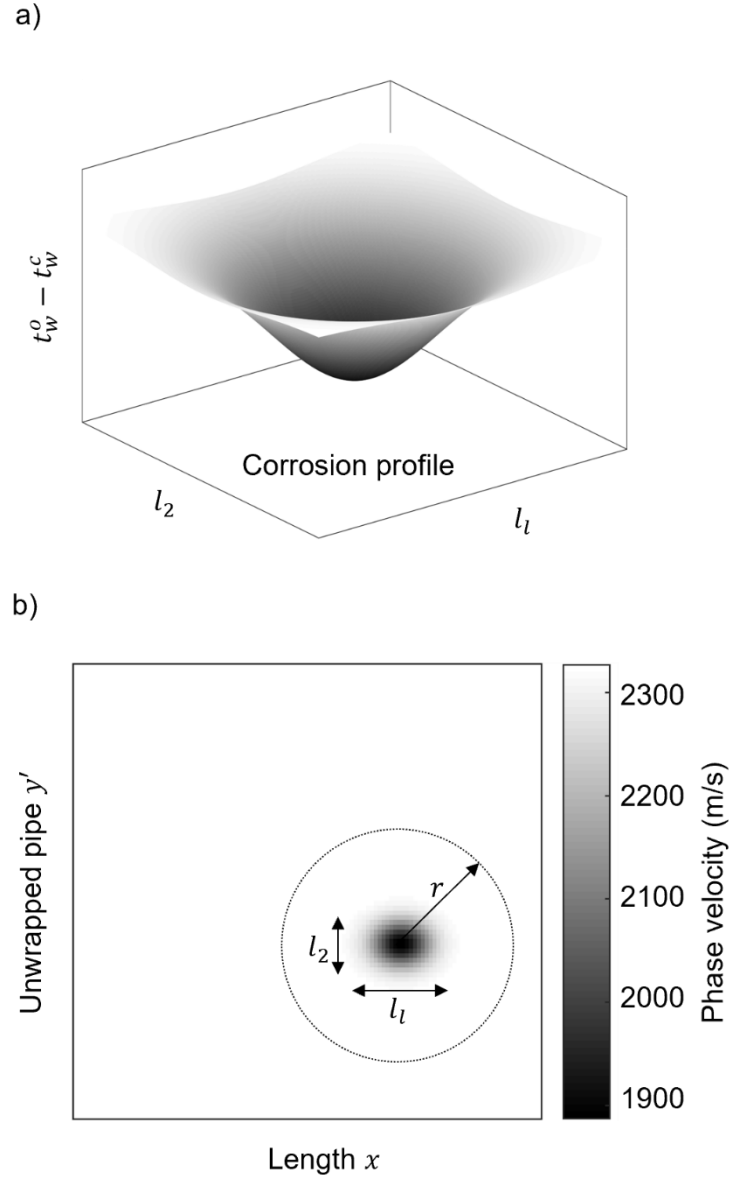 a)
t_w^o − t_w^c
Corrosion profile
l_2
l_l
b)
Unwrapped pipe y′
r
l_2
l_l
2300
2200
2100
2000
1900
Phase velocity (m/s)
Length x